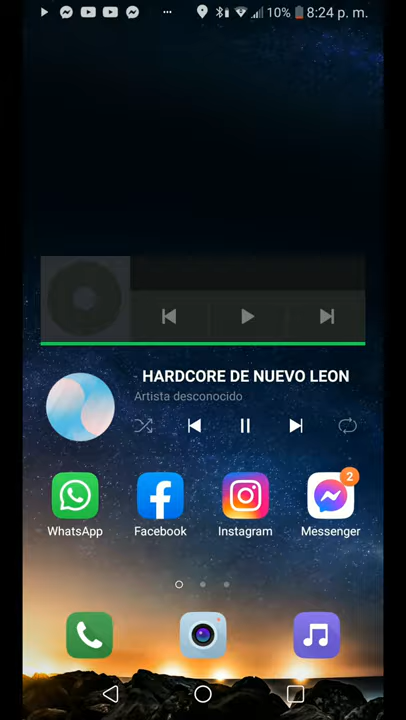 10% 8:24 p. m.
- HARDCORE DE NUEVO LEON
Artista desconocido
2
WhatsApp
Facebook
Instagram
Messenger